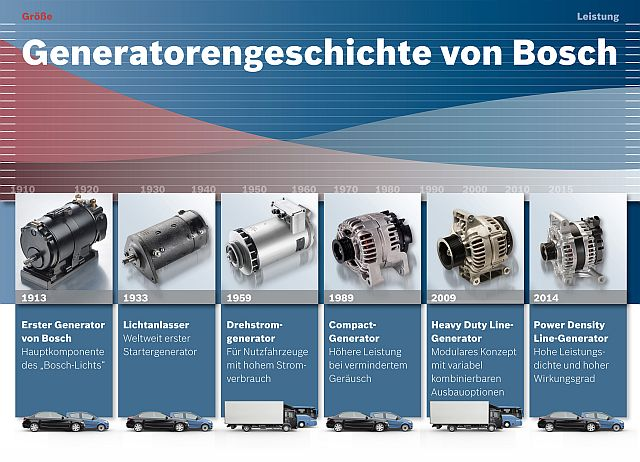 Größe
Leistung
Generatorengeschichte von Bosch
1910 1920 1930 1940 1950 1960 1970 1980 1990 2000 2010 2015
1913
Erster Generator
von Bosch
Hauptkomponente
des „Bosch-Lichts“
1933
Lichtanlasser
Weltweit erster
Startergenerator
1959
Drehstrom-
generator
Für Nutzfahrzeuge
mit hohem Strom-
verbrauch
1989
Compact-
Generator
Höhere Leistung
bei vermindertem
Geräusch
2009
Heavy Duty Line-
Generator
Modulares Konzept
mit variabel
kombinierbaren
Ausbauoptionen
2014
Power Density
Line-Generator
Hohe Leistungs-
dichte und hoher
Wirkungsgrad